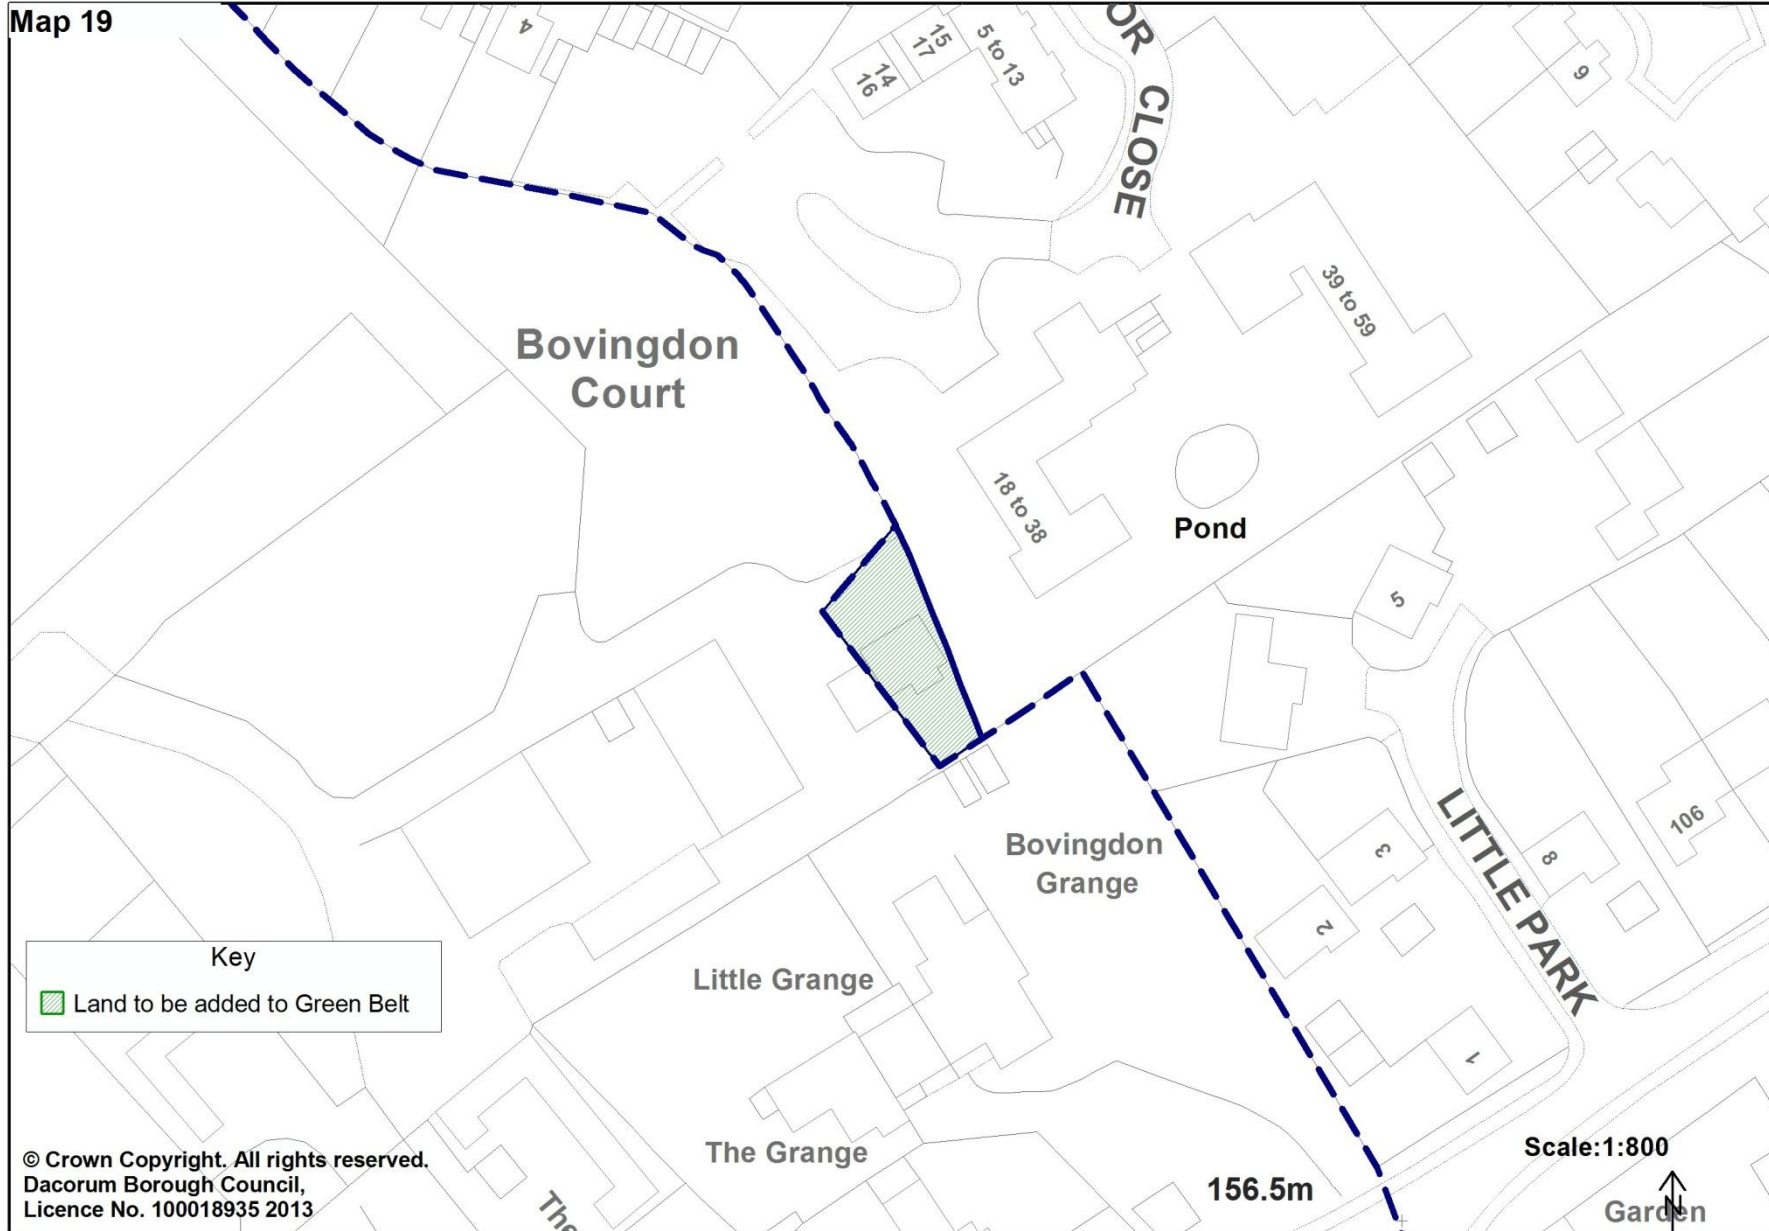 Map 19
4
15
17
14
16
5 to 13
OR CLOSE
9
39 to 59
Bovingdon
Court
18 to 38
Pond
5
Bovingdon
Grange
3
2
8
106
LITTLE PARK
1
Little Grange
The Grange
The
Key
Land to be added to Green Belt
© Crown Copyright. All rights reserved.
Dacorum Borough Council,
Licence No. 100018935 2013
156.5m
Scale:1:800
N
Garden